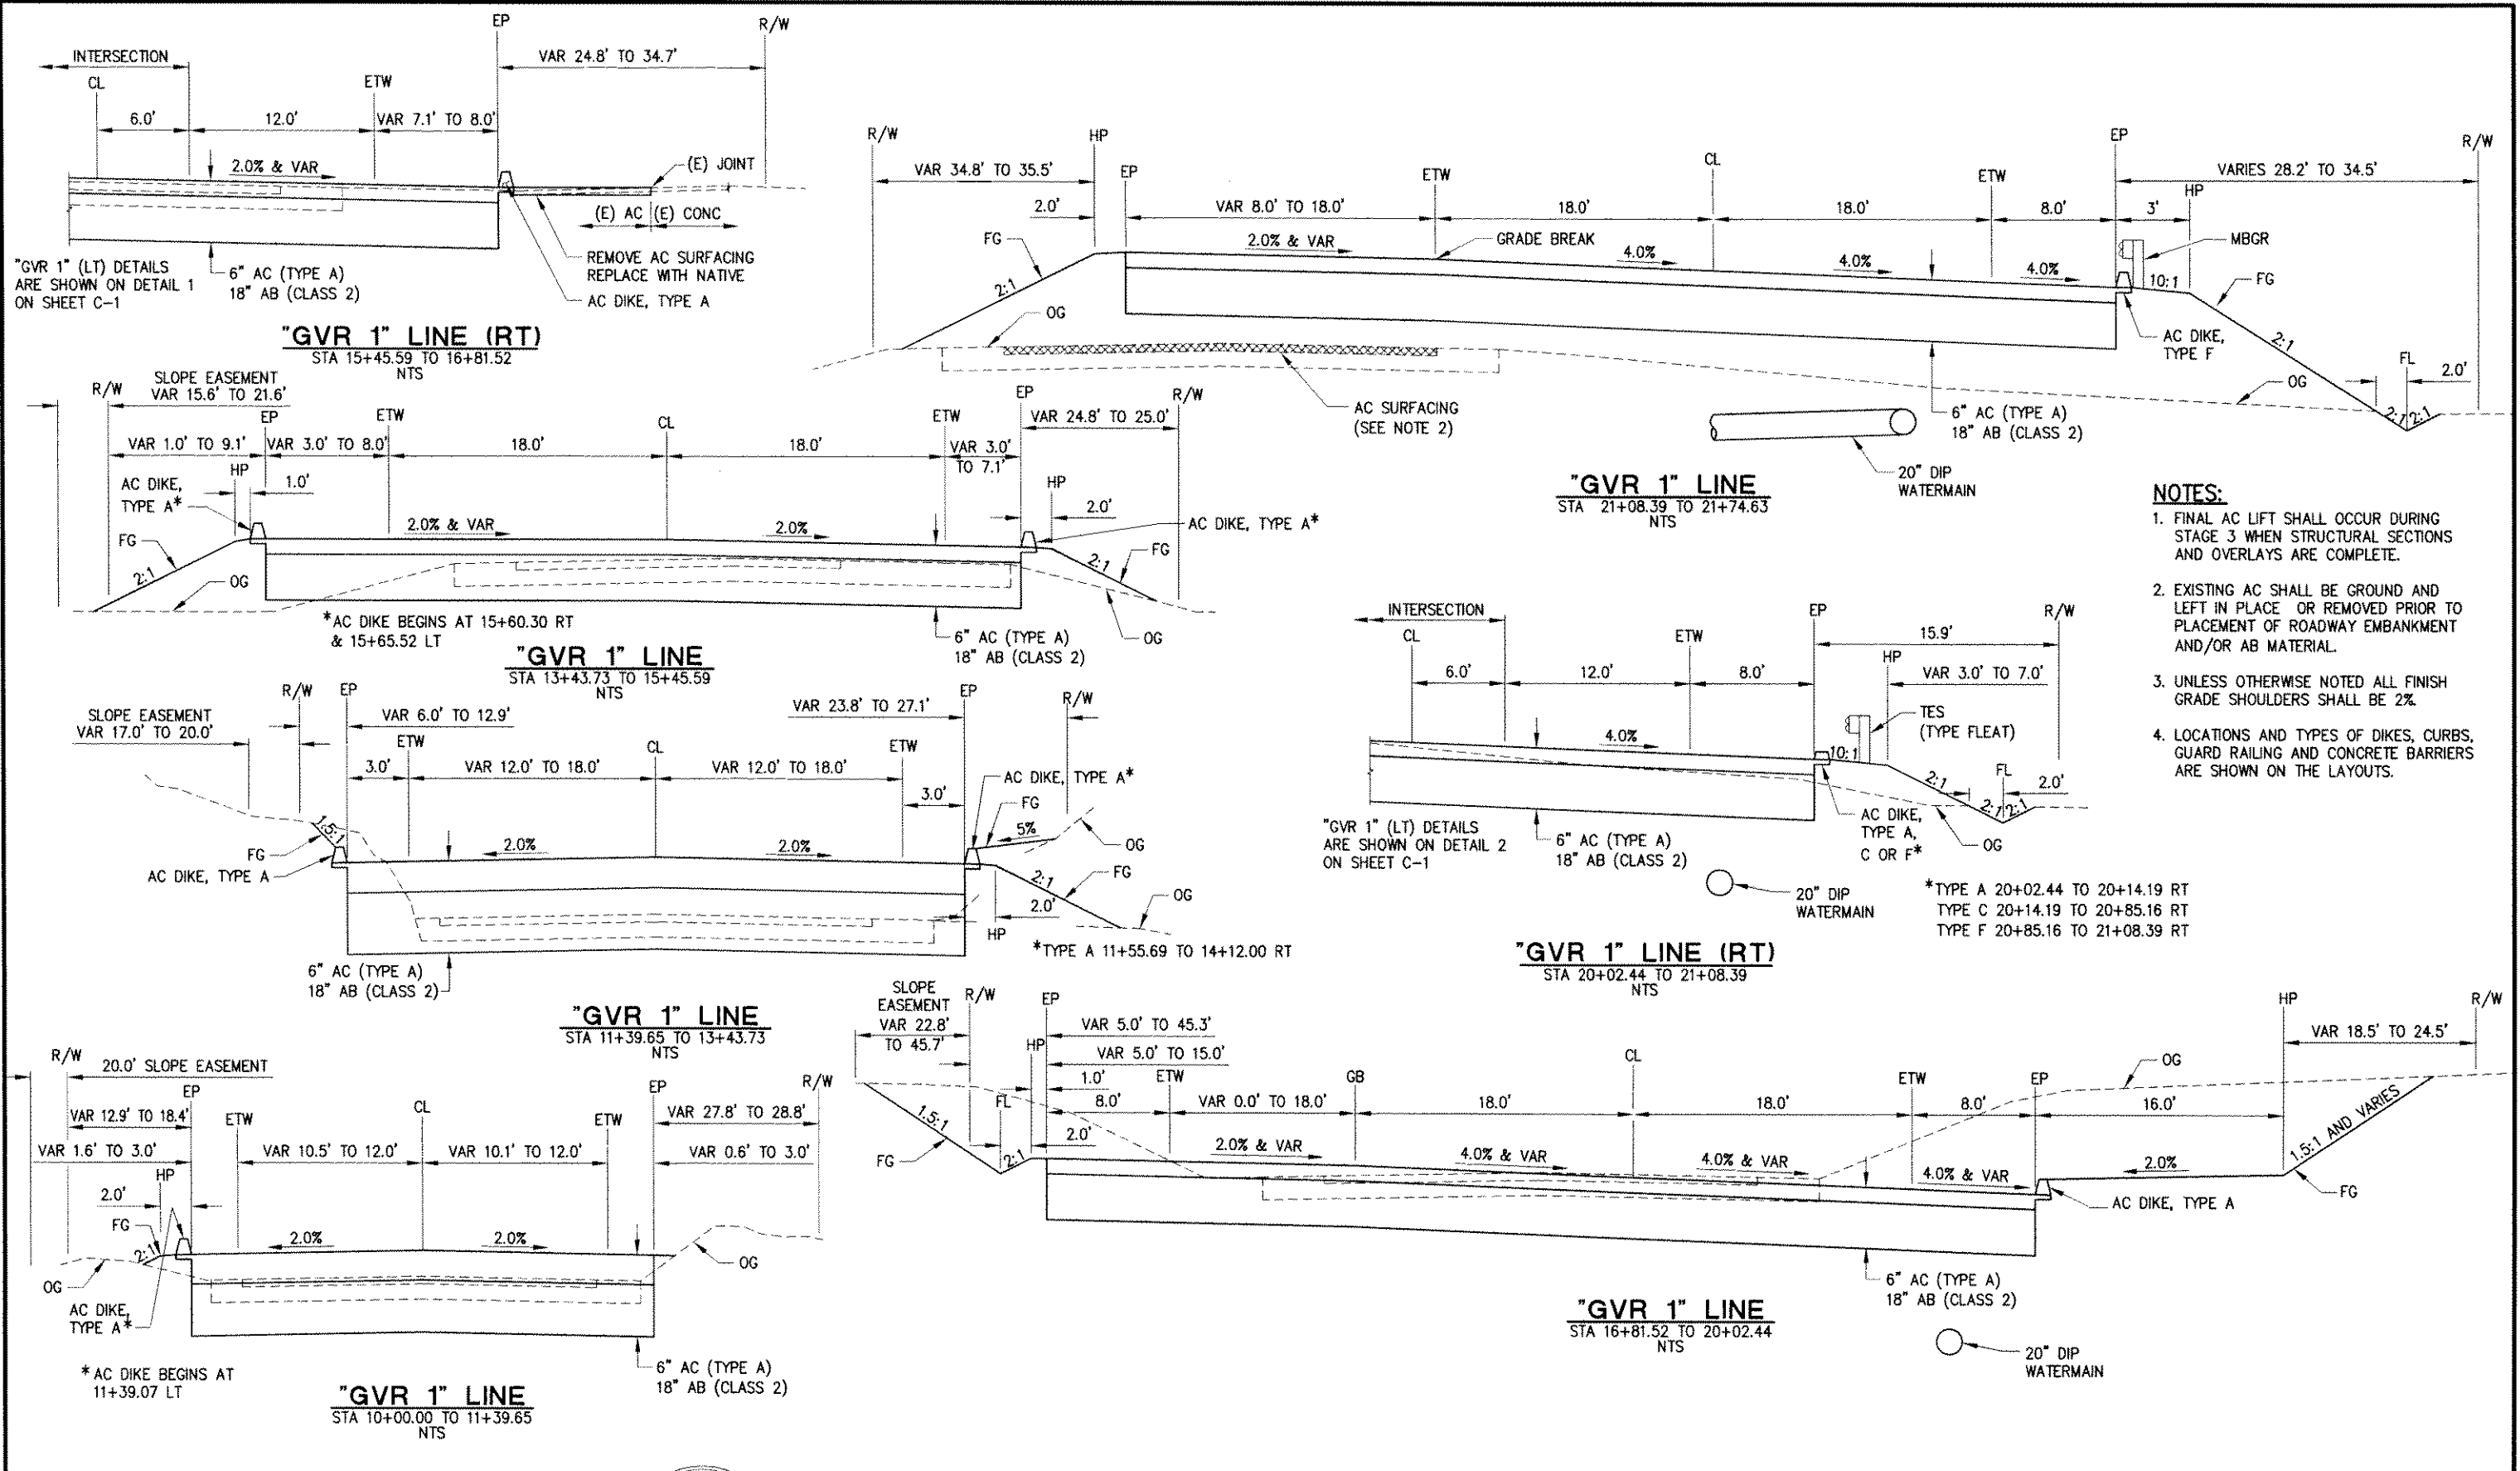 INTERSECTION
CL
6.0'
12.0'
ETW
VAR 7.1' TO 8.0'
EP
VAR 24.8' TO 34.7'
R/W
2.0% & VAR
(E) JOINT
(E) AC
(E) CONC
REMOVE AC SURFACING
REPLACE WITH NATIVE
AC DIKE, TYPE A
6" AC (TYPE A)
18" AB (CLASS 2)
"GVR 1" (LT) DETAILS
ARE SHOWN ON DETAIL 1
ON SHEET C-1
"GVR 1" LINE (RT)
STA 15+45.59 TO 16+81.52
NTS
R/W
HP
VAR 34.8' TO 35.5'
2.0'
EP
VAR 8.0' TO 18.0'
ETW
18.0'
CL
18.0'
ETW
8.0'
EP
VARIES 28.2' TO 34.5'
R/W
3'
HP
MBGR
FG
2:1
2.0% & VAR
GRADE BREAK
4.0%
4.0%
4.0%
10:1
FG
2:1
OG
AC DIKE,
TYPE F
FL
2.0'
OG
2:1
2:1
AC SURFACING
(SEE NOTE 2)
6" AC (TYPE A)
18" AB (CLASS 2)
20" DIP
WATERMAIN
"GVR 1" LINE
STA 21+08.39 TO 21+74.63
NTS
R/W
SLOPE EASEMENT
VAR 15.6' TO 21.6'
EP
ETW
CL
ETW
EP
R/W
VAR 24.8' TO 25.0'
VAR 1.0' TO 9.1'
VAR 3.0' TO 8.0'
18.0'
18.0'
VAR 3.0'
TO 7.1'
HP
1.0'
HP
2.0'
AC DIKE,
TYPE A*
AC DIKE, TYPE A*
FG
2:1
OG
2.0% & VAR
2.0%
FG
2:1
OG
*AC DIKE BEGINS AT 15+60.30 RT
& 15+65.52 LT
6" AC (TYPE A)
18" AB (CLASS 2)
"GVR 1" LINE
STA 13+43.73 TO 15+45.59
NTS
NOTES:
1. FINAL AC LIFT SHALL OCCUR DURING
STAGE 3 WHEN STRUCTURAL SECTIONS
AND OVERLAYS ARE COMPLETE.
2. EXISTING AC SHALL BE GROUND AND
LEFT IN PLACE OR REMOVED PRIOR TO
PLACEMENT OF ROADWAY EMBANKMENT
AND/OR AB MATERIAL.
3. UNLESS OTHERWISE NOTED ALL FINISH
GRADE SHOULDERS SHALL BE 2%.
4. LOCATIONS AND TYPES OF DIKES, CURBS,
GUARD RAILING AND CONCRETE BARRIERS
ARE SHOWN ON THE LAYOUTS.
R/W
EP
SLOPE EASEMENT
VAR 17.0' TO 20.0'
VAR 6.0' TO 12.9'
VAR 23.8' TO 27.1'
EP
R/W
ETW
CL
ETW
3.0'
VAR 12.0' TO 18.0'
VAR 12.0' TO 18.0'
3.0'
AC DIKE, TYPE A*
FG
5%
OG
1.5:1
FG
AC DIKE, TYPE A
2.0%
2.0%
2:1
FG
2.0'
OG
HP
*TYPE A 11+55.69 TO 14+12.00 RT
6" AC (TYPE A)
18" AB (CLASS 2)
"GVR 1" LINE
STA 11+39.65 TO 13+43.73
NTS
INTERSECTION
CL
6.0'
12.0'
ETW
8.0'
EP
15.9'
R/W
HP
VAR 3.0' TO 7.0'
TES
(TYPE FLEAT)
4.0%
10:1
2:1
FL
2.0'
2:1
2:1
OG
AC DIKE,
TYPE A,
C OR F*
"GVR 1" (LT) DETAILS
ARE SHOWN ON DETAIL 2
ON SHEET C-1
6" AC (TYPE A)
18" AB (CLASS 2)
20" DIP
WATERMAIN
*TYPE A 20+02.44 TO 20+14.19 RT
TYPE C 20+14.19 TO 20+85.16 RT
TYPE F 20+85.16 TO 21+08.39 RT
"GVR 1" LINE (RT)
STA 20+02.44 TO 21+08.39
NTS
R/W
20.0' SLOPE EASEMENT
EP
VAR 12.9' TO 18.4'
VAR 1.6' TO 3.0'
ETW
CL
ETW
EP
R/W
VAR 27.8' TO 28.8'
VAR 10.5' TO 12.0'
VAR 10.1' TO 12.0'
VAR 0.6' TO 3.0'
HP
2.0'
FG
2:1
OG
2.0%
2.0%
OG
AC DIKE,
TYPE A*
*AC DIKE BEGINS AT
11+39.07 LT
6" AC (TYPE A)
18" AB (CLASS 2)
"GVR 1" LINE
STA 10+00.00 TO 11+39.65
NTS
SLOPE
EASEMENT
VAR 22.8'
TO 45.7'
R/W
EP
HP
VAR 5.0' TO 45.3'
VAR 5.0' TO 15.0'
1.0'
FL
8.0'
ETW
VAR 0.0' TO 18.0'
GB
18.0'
CL
18.0'
ETW
8.0'
EP
16.0'
HP
R/W
VAR 18.5' TO 24.5'
OG
1.5:1
FG
2:1
2.0'
2.0% & VAR
4.0% & VAR
4.0% & VAR
4.0% & VAR
2.0%
1.5:1 AND VARIES
FG
AC DIKE, TYPE A
6" AC (TYPE A)
18" AB (CLASS 2)
20" DIP
WATERMAIN
"GVR 1" LINE
STA 16+81.52 TO 20+02.44
NTS